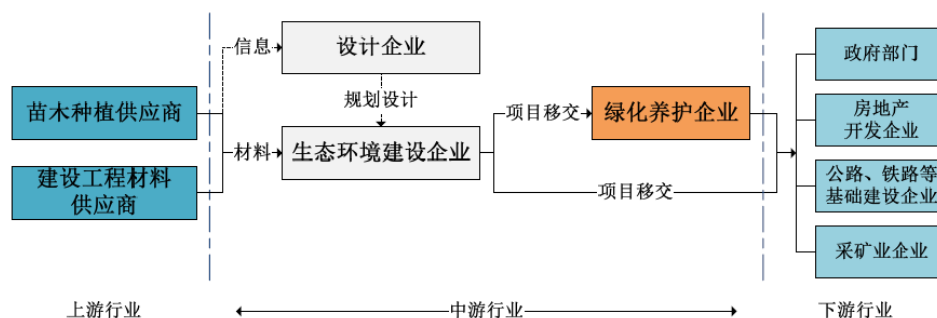 苗木种植供应商
建设工程材料
供应商
信息
材料
设计企业
规划设计
生态环境建设企业
项目移交
绿化养护企业
项目移交
政府部门
房地产
开发企业
公路、铁路等
基础建设企业
采矿业企业
上游行业
中游行业
下游行业